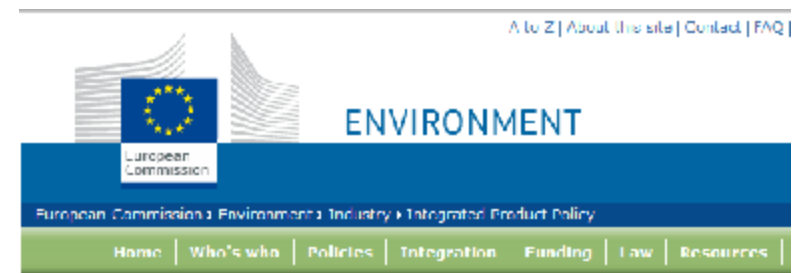 A to Z | About this site | Contact | FAQ |
ENVIRONMENT
European
Commission
European Commission › Environment › Industry › Integrated Product Policy
Home | Who's who | Policies | Integration | Funding | Law | Resources |